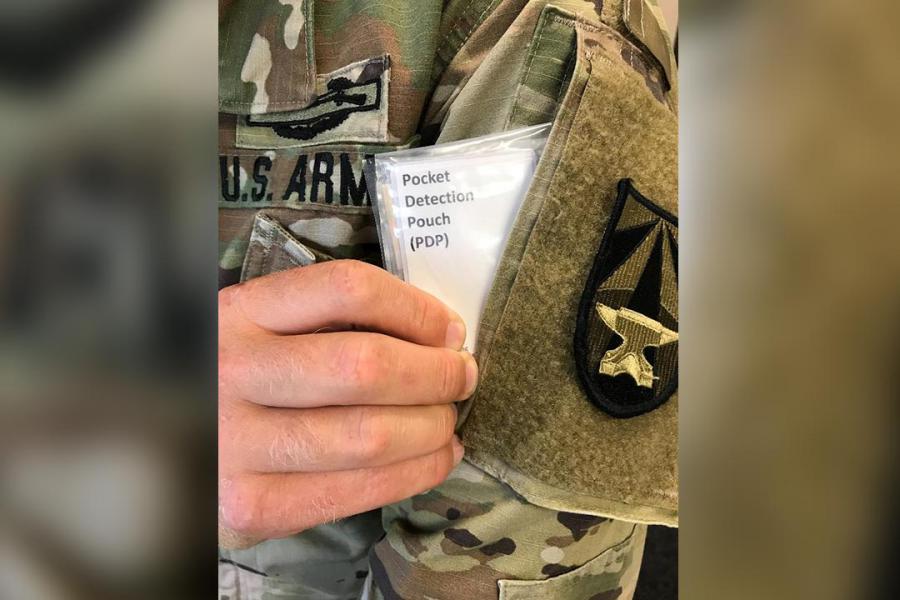 U.S. ARM
Pocket
Detection
Pouch
(PDP)